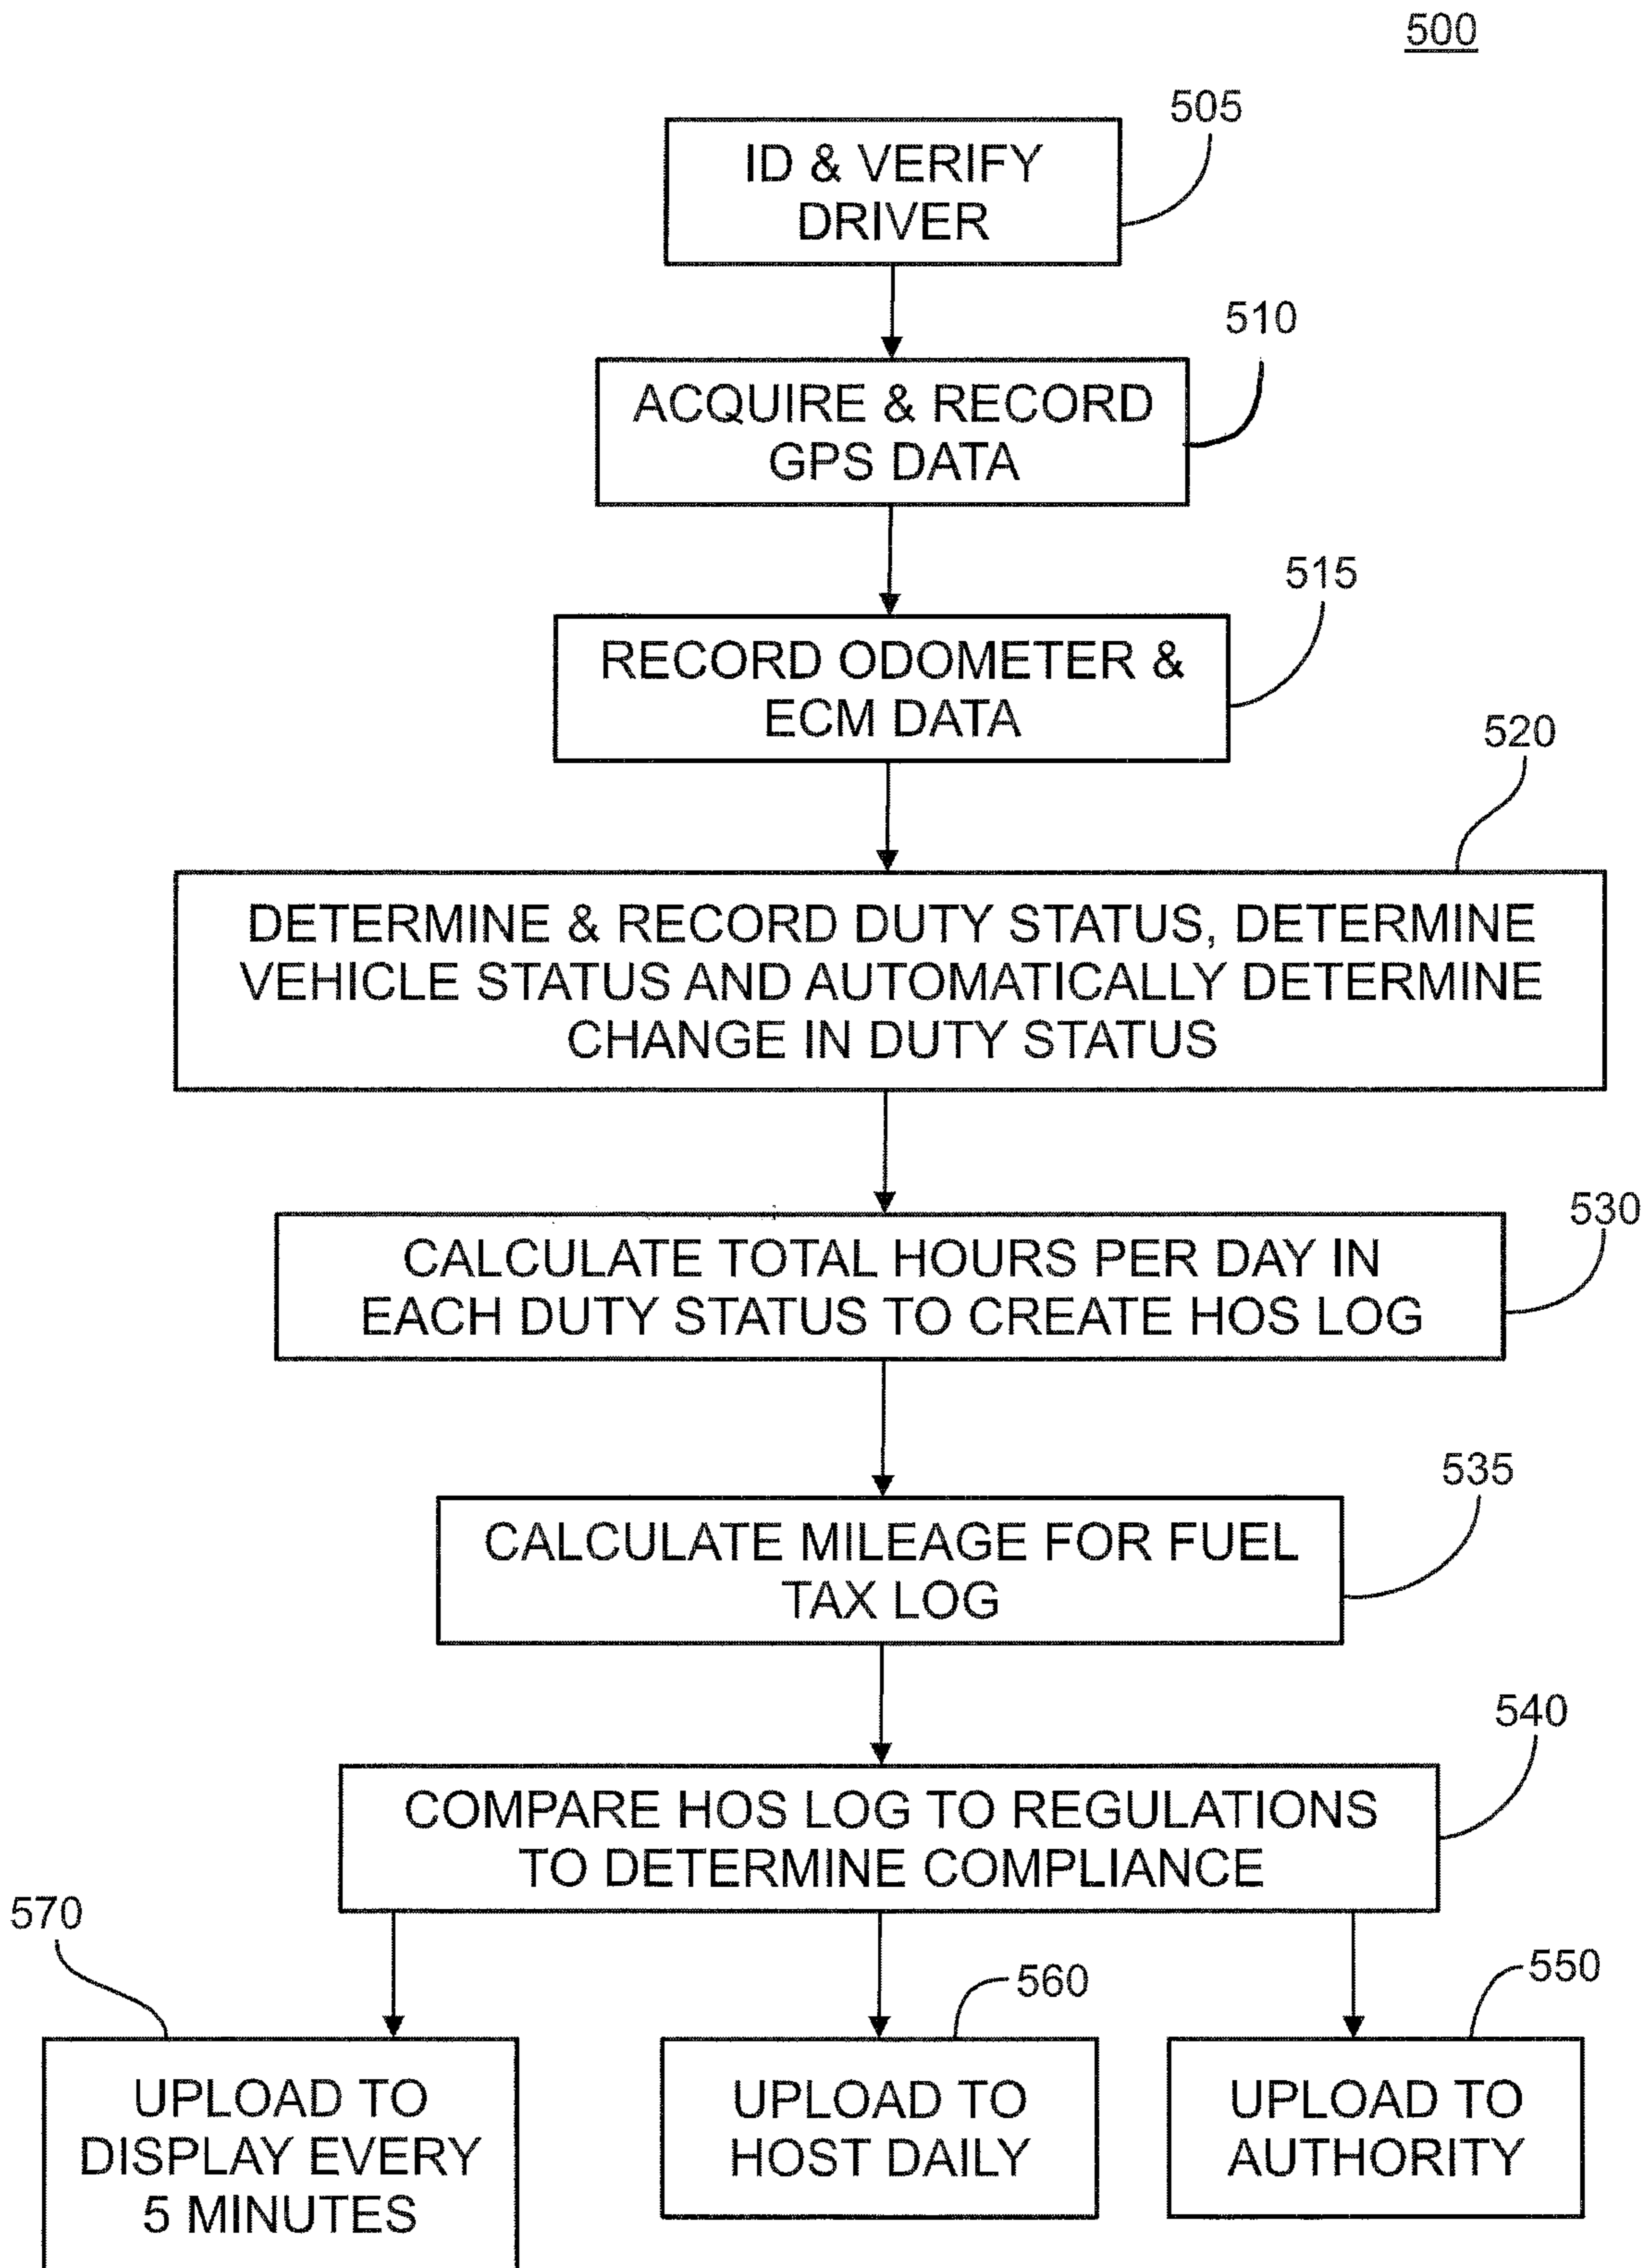 500
505
ID & VERIFY
DRIVER
510
ACQUIRE & RECORD
GPS DATA
515
RECORD ODOMETER &
ECM DATA
520
DETERMINE & RECORD DUTY STATUS, DETERMINE
VEHICLE STATUS AND AUTOMATICALLY DETERMINE
CHANGE IN DUTY STATUS
530
CALCULATE TOTAL HOURS PER DAY IN
EACH DUTY STATUS TO CREATE HOS LOG
535
CALCULATE MILEAGE FOR FUEL
TAX LOG
540
COMPARE HOS LOG TO REGULATIONS
TO DETERMINE COMPLIANCE
570
UPLOAD TO
DISPLAY EVERY
5 MINUTES
560
UPLOAD TO
HOST DAILY
550
UPLOAD TO
AUTHORITY